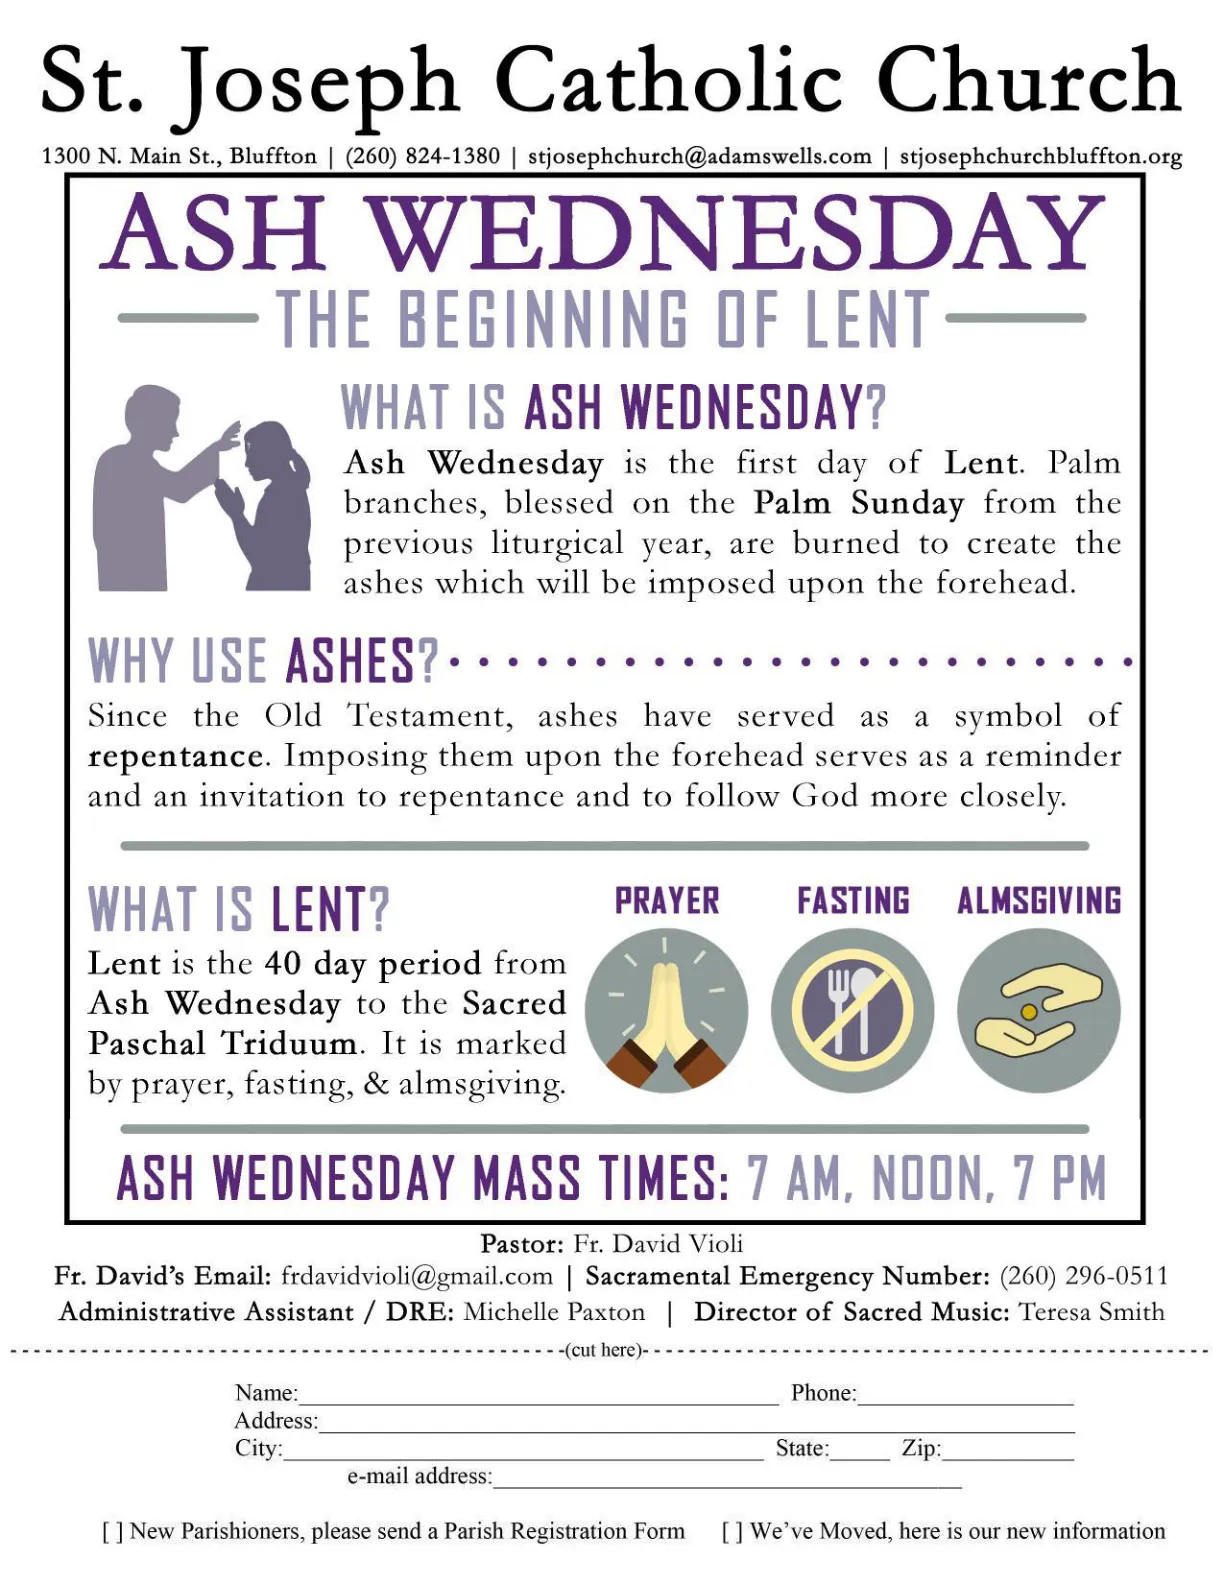 St. Joseph Catholic Church
1300 N. Main St., Bluffton | (260) 824-1380 | stjosephchurch@adamswells.com | stjosephchurchbluffton.org
ASH WEDNESDAY
THE BEGINNING OF LENT
WHAT IS ASH WEDNESDAY?
Ash Wednesday is the first day of Lent. Palm
branches, blessed on the Palm Sunday from the
previous liturgical year, are burned to create the
ashes which will be imposed upon the forehead.
WHY USE ASHES?
Since the Old Testament, ashes have served as a symbol of
repentance. Imposing them upon the forehead serves as a reminder
and an invitation to repentance and to follow God more closely.
WHAT IS LENT?
Lent is the 40 day period from
Ash Wednesday to the Sacred
Paschal Triduum. It is marked
by prayer, fasting, & almsgiving.
PRAYER FASTING ALMSGIVING
ASH WEDNESDAY MASS TIMES: 7 AM, NOON, 7 PM
Pastor: Fr. David Violi
Fr. David's Email: frdavidvioli@gmail.com | Sacramental Emergency Number: (260) 296-0511
Administrative Assistant / DRE: Michelle Paxton | Director of Sacred Music: Teresa Smith
(cut here)
Name: Phone:
Address:
City: State: Zip:
e-mail address:
[ ] New Parishioners, please send a Parish Registration Form [ ] We've Moved, here is our new information